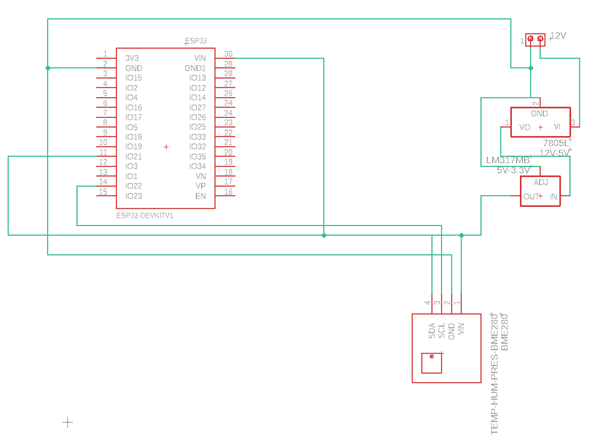 ESP32
1 3V3 VIN 30
2 GND GND1 28
3 IO15 IO13 28
4 IO2 IO12 27
5 IO4 IO14 26
6 IO16 IO27 24
7 IO17 IO26 25
8 IO5 IO25 23
9 IO18 IO33 22
10 IO19 IO32 21
11 IO21 IO35 20
12 IO3 IO34 19
13 IO1 VN 18
14 IO22 VP 17
15 IO23 EN 16
ESP32-DEVKITV1
1 12V
2
GND
1 VO VI 3
7805L
12V-5V
LM317MB
5V-3.3V
ADJ
OUT IN
4 3 2 1
SDA
SCL
GND
VIN
TEMP-HUM-PRES-BME280
BME280